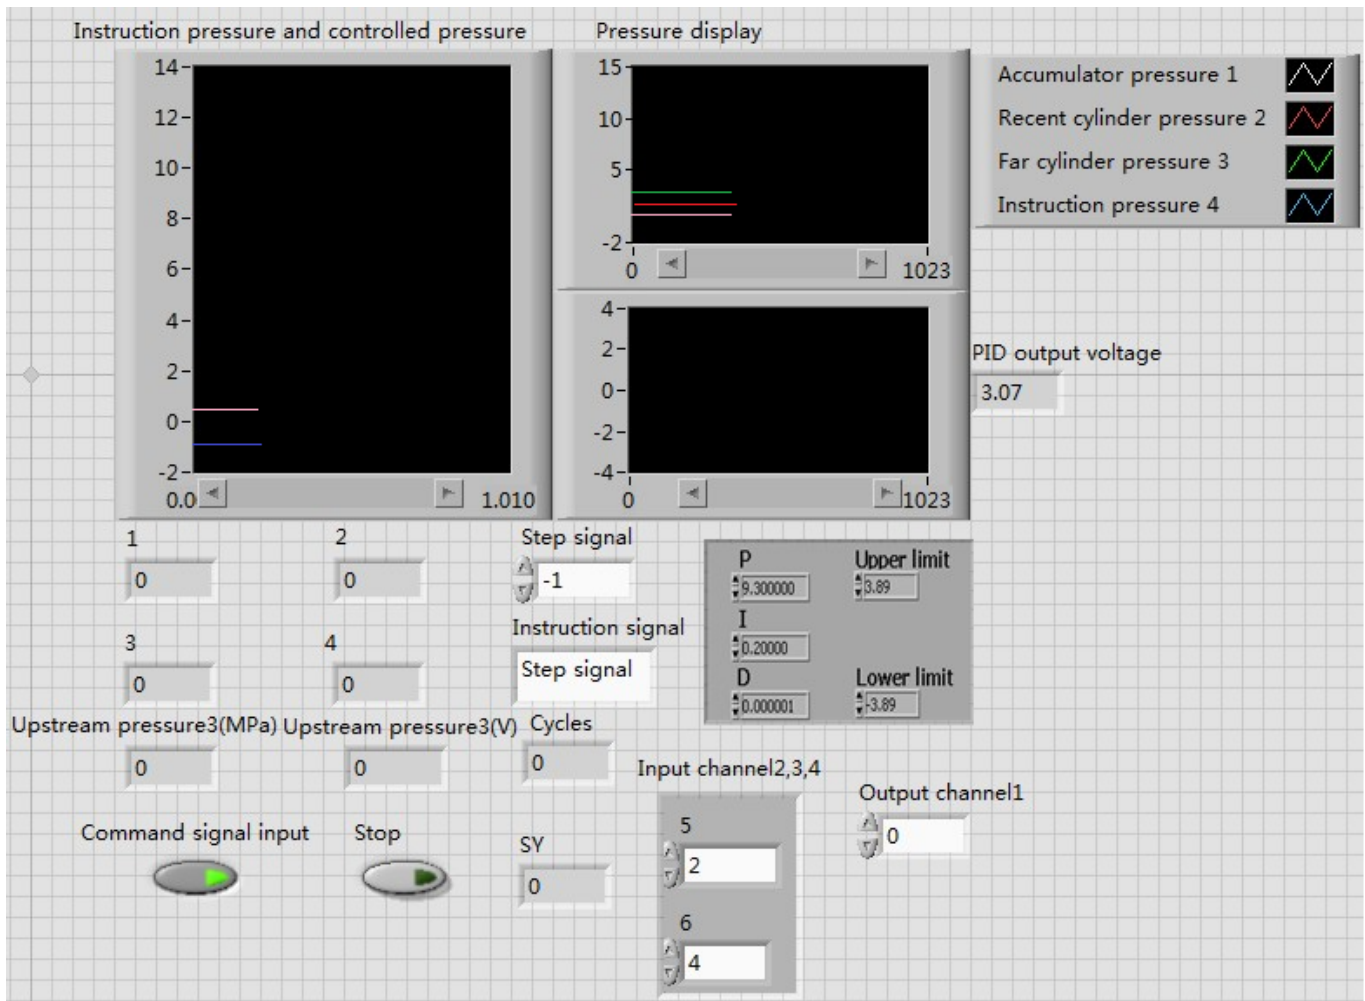 Instruction pressure and controlled pressure
14
12
10
8
6
4
2
0
-2
0.0
1.010
Pressure display
15
10
5
-2
0
1023
4
2
0
-2
-4
0
1023
Accumulator pressure 1
Recent cylinder pressure 2
Far cylinder pressure 3
Instruction pressure 4
PID output voltage
3.07
1
0
2
0
Step signal
-1
3
0
4
0
Instruction signal
Step signal
Upstream pressure3(MPa)
0
Upstream pressure3(V)
0
Cycles
0
P
9.300000
I
0.20000
D
0.000001
Upper limit
3.89
Lower limit
-3.89
Command signal input
Stop
SY
0
Input channel2,3,4
5
2
6
4
Output channel1
0